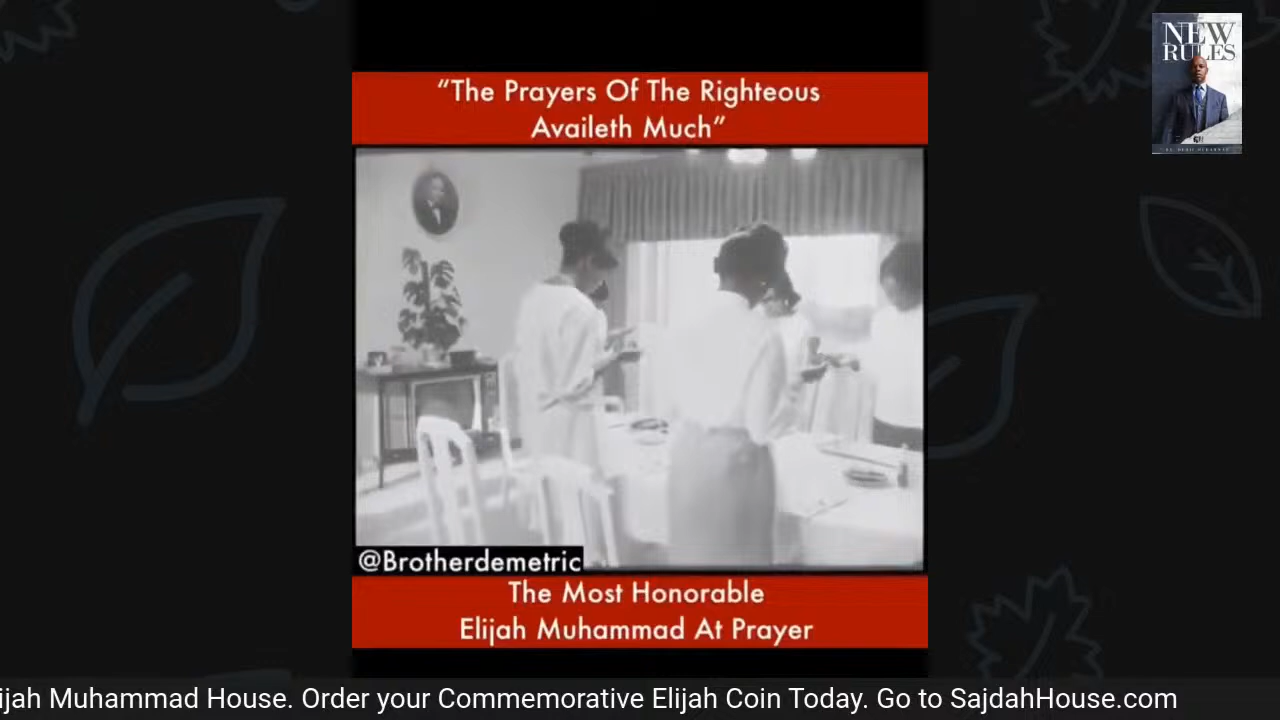 “The Prayers Of The Righteous
Availeth Much”
NEW
RULES
@Brotherdemetric
The Most Honorable
Elijah Muhammad At Prayer
ijah Muhammad House. Order your Commemorative Elijah Coin Today. Go to SajdahHouse.com